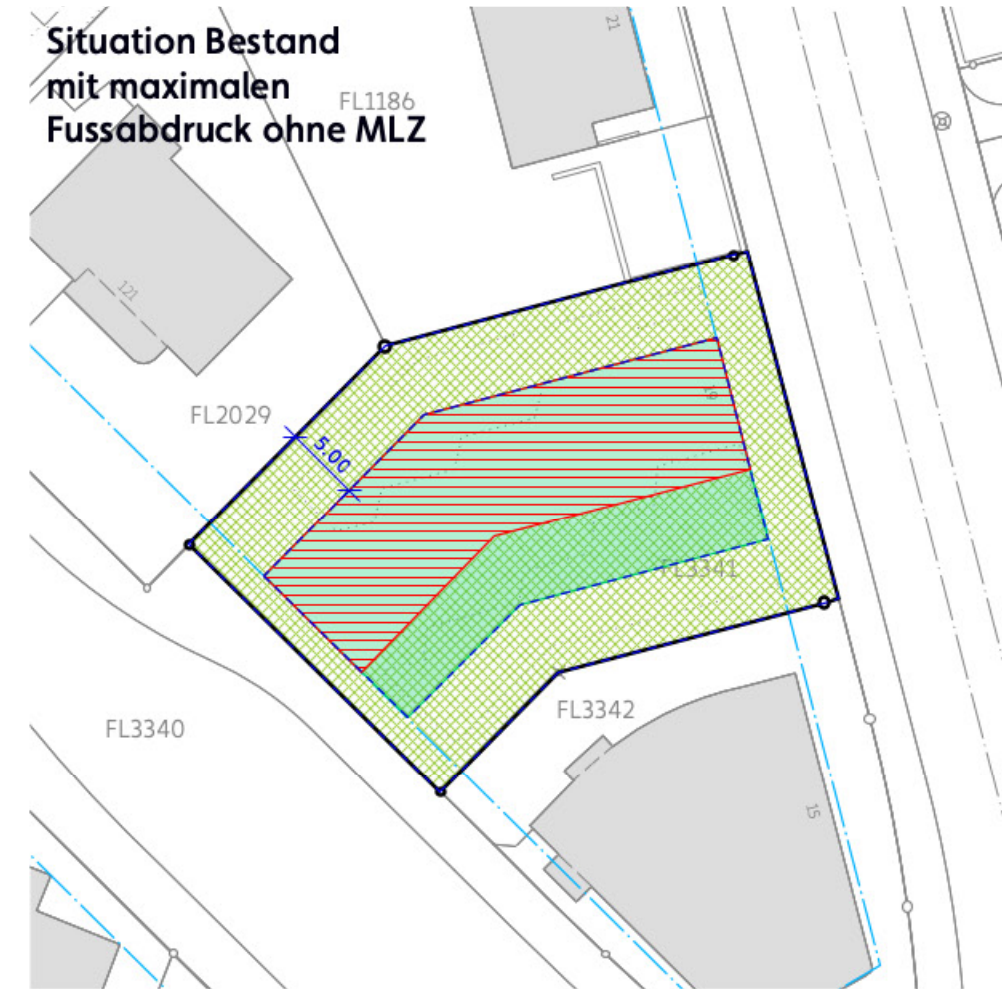 Situation Bestand
mit maximalen
Fussabdruck ohne MLZ
21
FL1186
121
19
FL2029
5.00
FL3341
FL3342
FL3340
15